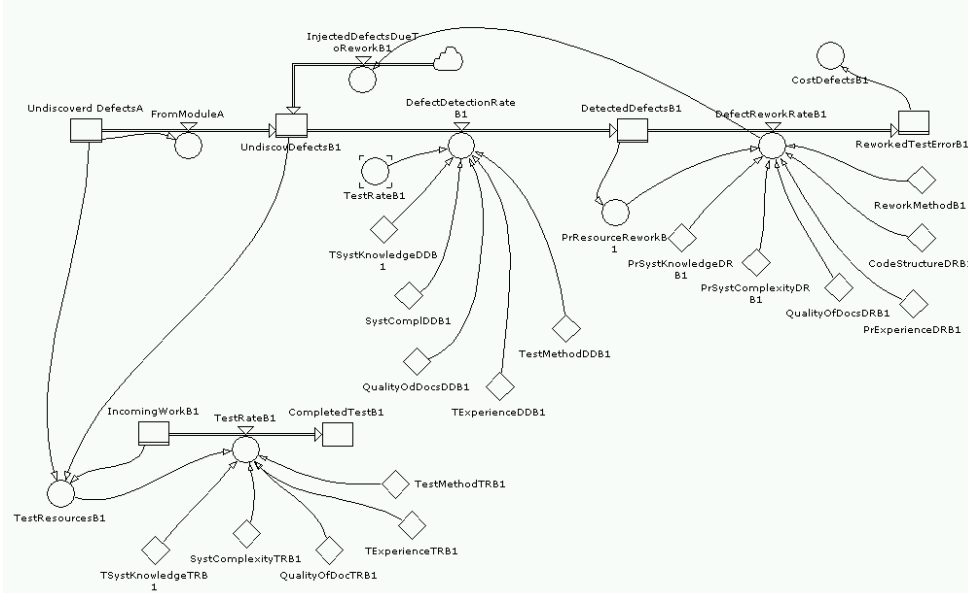 InjectedDefectsDueT
oReworkB1
CostDefectsB1
Undiscoverd DefectsA
FromModuleA
DefectDetectionRate
B1
DetectedDefectsB1
DefectReworkRateB1
UndiscovDefectsB1
ReworkedTestErrorB1
TestRateB1
ReworkMethodB1
PrResourceReworkB
1
TSystKnowledgeDDB
1
PrSystKnowledgeDR
B1
CodeStructureDRB1
PrSystComplexityDR
B1
SystComplDDB1
QualityOfDocsDRB1
PrExperienceDRB1
TestMethodDDB1
QualityOdDocsDDB1
TExperienceDDB1
IncomingWorkB1
TestRateB1
CompletedTestB1
TestMethodTRB1
TestResourcesB1
TExperienceTRB1
SystComplexityTRB1
TSystKnowledgeTRB
1
QualityOfDocTRB1